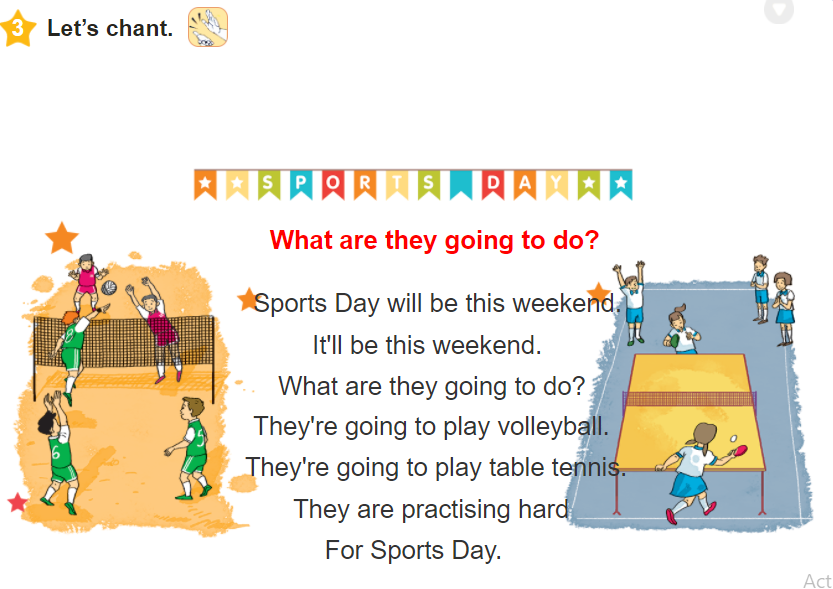 3 Let's chant.
SPORTS DAY
What are they going to do?
Sports Day will be this weekend.
It'll be this weekend.
What are they going to do?
They're going to play volleyball.
They're going to play table tennis.
They are practising hard
For Sports Day.
6
5
Act